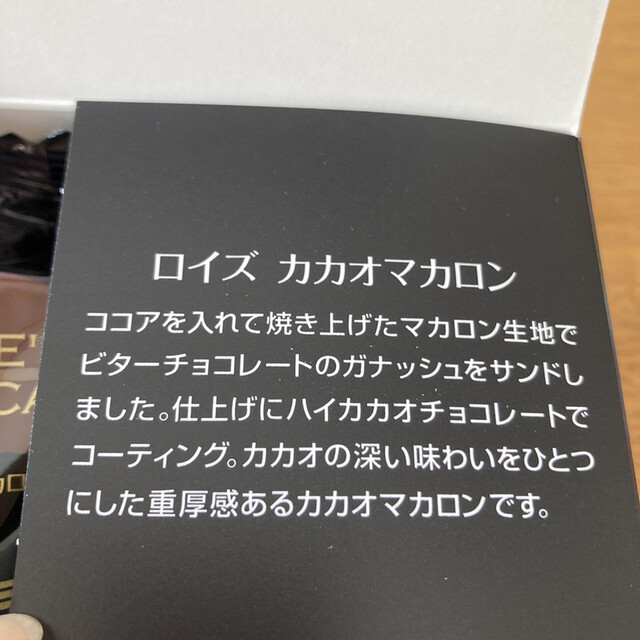 ロイズ カカオマカロン
ココアを入れて焼き上げたマカロン生地で
ビターチョコレートのガナッシュをサンドし
ました。仕上げにハイカカオチョコレートで
コーティング。カカオの深い味わいをひとつ
にした重厚感あるカカオマカロンです。